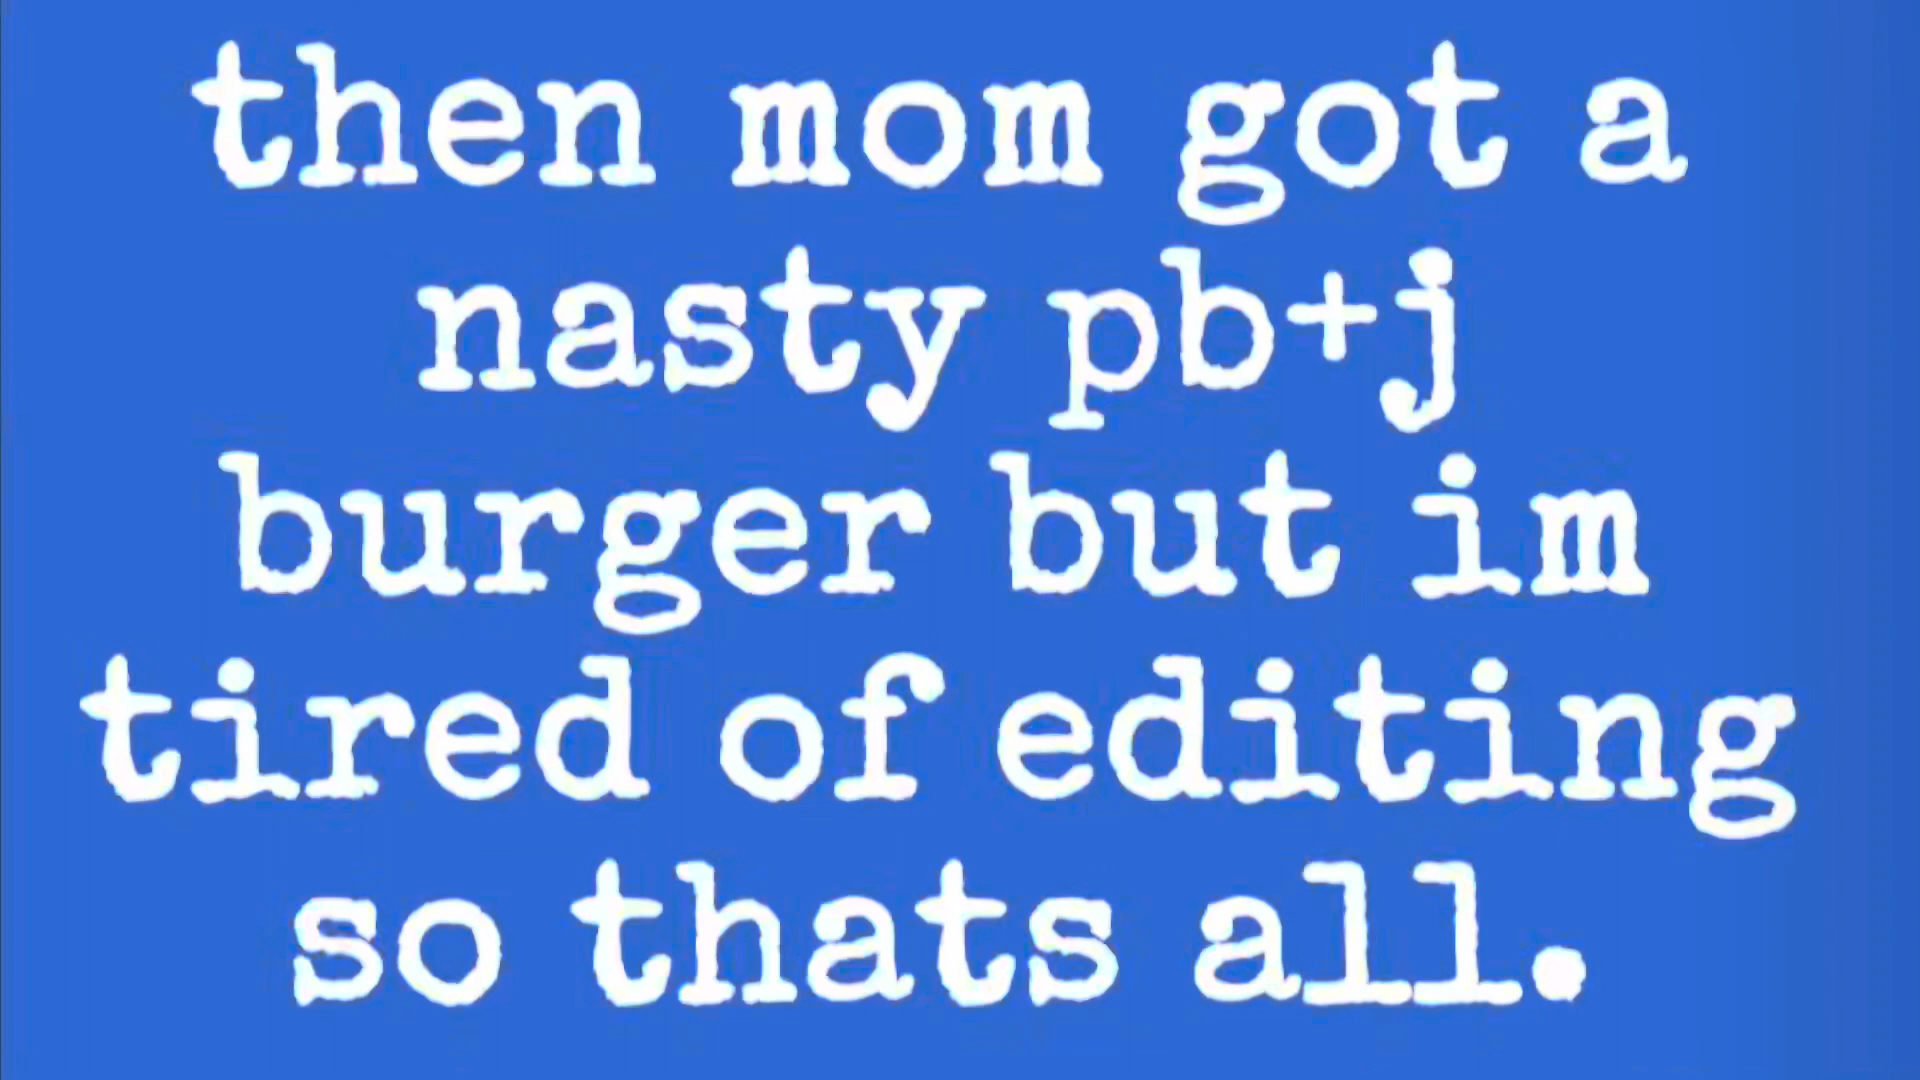 then mom got a
nasty pb+j
burger but im
tired of editing
so thats all.